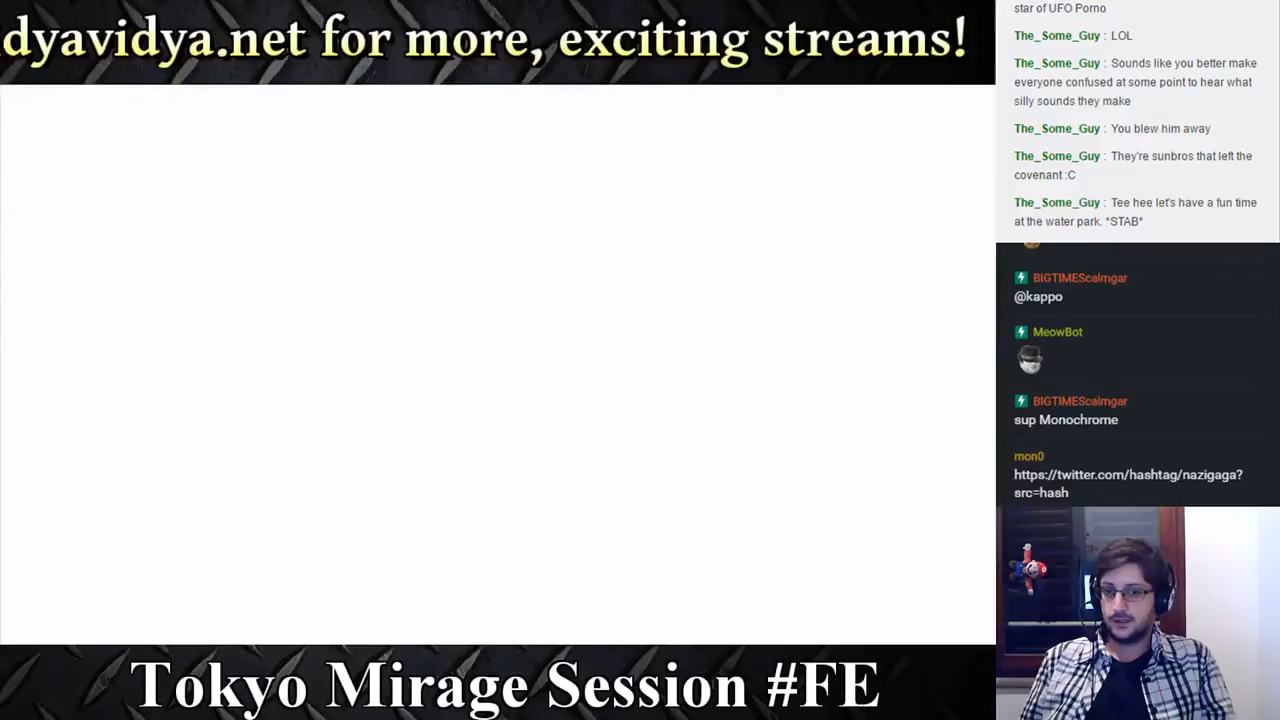 dyavidya.net for more, exciting streams!
star of UFO Porno
The_Some_Guy : LOL
The_Some_Guy : Sounds like you better make
everyone confused at some point to hear what
silly sounds they make
The_Some_Guy : You blew him away
The_Some_Guy : They're sunbros that left the
covenant :C
The_Some_Guy : Tee hee let's have a fun time
at the water park. *STAB*
BIGTIMEScalmgar
@kappo
MeowBot
BIGTIMEScalmgar
sup Monochrome
mon0
https://twitter.com/hashtag/nazigaga?
src=hash
Tokyo Mirage Session #FE